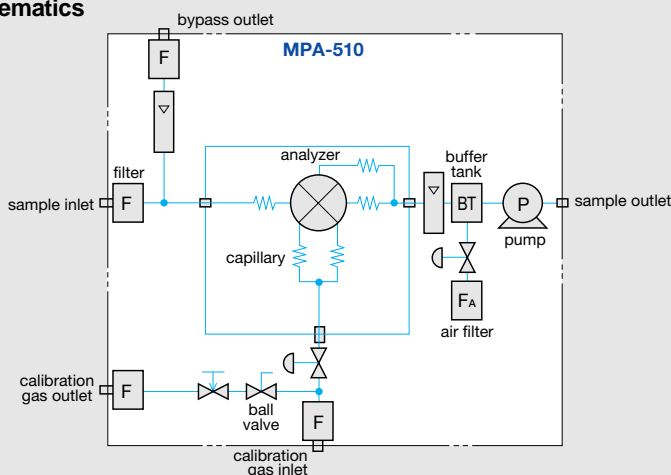 ematics
bypass outlet
F
MPA-510
analyzer
buffer
tank
filter
sample inlet
F
BT
P
sample outlet
pump
capillary
FA
air filter
calibration
gas outlet
F
ball
valve
F
calibration
gas inlet